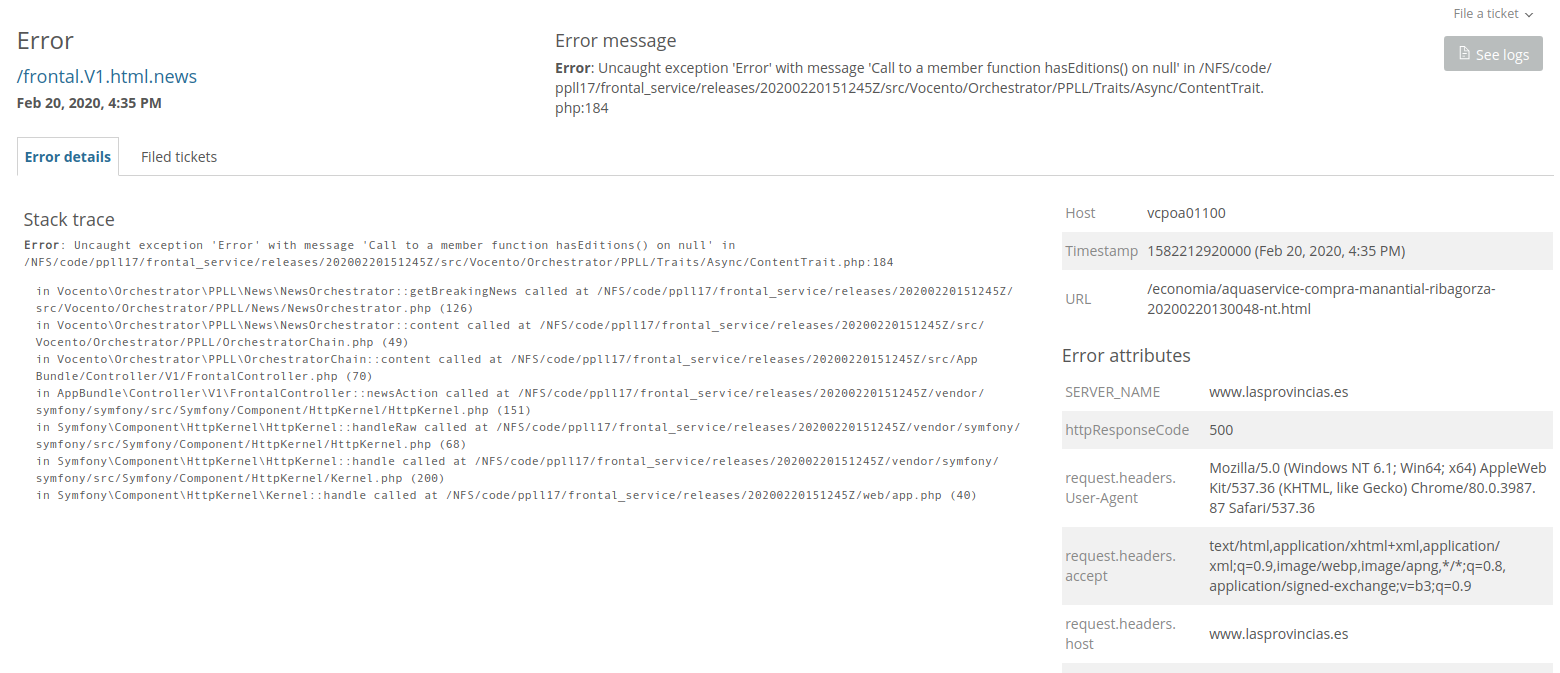 File a ticket
Error
/frontal.V1.html.news
Feb 20, 2020, 4:35 PM
Error message
Error: Uncaught exception 'Error' with message 'Call to a member function hasEditions() on null' in /NFS/code/
ppll17/frontal_service/releases/20200220151245Z/src/Vocento/Orchestrator/PPLL/Traits/Async/ContentTrait.
php:184
See logs
Error details
Filed tickets
Stack trace
Error: Uncaught exception 'Error' with message 'Call to a member function hasEditions() on null' in
/NFS/code/ppll17/frontal_service/releases/20200220151245Z/src/Vocento/Orchestrator/PPLL/Traits/Async/ContentTrait.php:184
in Vocento\Orchestrator\PPLL\News\NewsOrchestrator::getBreakingNews called at /NFS/code/ppll17/frontal_service/releases/20200220151245Z/
src/Vocento/Orchestrator/PPLL/News/NewsOrchestrator.php (126)
in Vocento\Orchestrator\PPLL\News\NewsOrchestrator::content called at /NFS/code/ppll17/frontal_service/releases/20200220151245Z/src/
Vocento/Orchestrator/PPLL/OrchestratorChain.php (49)
in Vocento\Orchestrator\PPLL\OrchestratorChain::content called at /NFS/code/ppll17/frontal_service/releases/20200220151245Z/src/App
Bundle/Controller/V1/FrontalController.php (70)
in AppBundle\Controller\V1\FrontalController::newsAction called at /NFS/code/ppll17/frontal_service/releases/20200220151245Z/vendor/
symfony/symfony/src/Symfony/Component/HttpKernel/HttpKernel.php (151)
in Symfony\Component\HttpKernel\HttpKernel::handleRaw called at /NFS/code/ppll17/frontal_service/releases/20200220151245Z/vendor/symfony/
symfony/src/Symfony/Component/HttpKernel/HttpKernel.php (68)
in Symfony\Component\HttpKernel\HttpKernel::handle called at /NFS/code/ppll17/frontal_service/releases/20200220151245Z/vendor/symfony/
symfony/src/Symfony/Component/HttpKernel/Kernel.php (200)
in Symfony\Component\HttpKernel\Kernel::handle called at /NFS/code/ppll17/frontal_service/releases/20200220151245Z/web/app.php (40)
Host vcpoa01100
Timestamp 1582212920000 (Feb 20, 2020, 4:35 PM)
URL /economia/aquaservice-compra-manantial-ribagorza-
20200220130048-nt.html
Error attributes
SERVER_NAME www.lasprovincias.es
httpResponseCode 500
request.headers.
User-Agent
Mozilla/5.0 (Windows NT 6.1; Win64; x64) AppleWeb
Kit/537.36 (KHTML, like Gecko) Chrome/80.0.3987.
87 Safari/537.36
request.headers.
accept
text/html,application/xhtml+xml,application/
xml;q=0.9,image/webp,image/apng,*/*;q=0.8,
application/signed-exchange;v=b3;q=0.9
request.headers.
host
www.lasprovincias.es